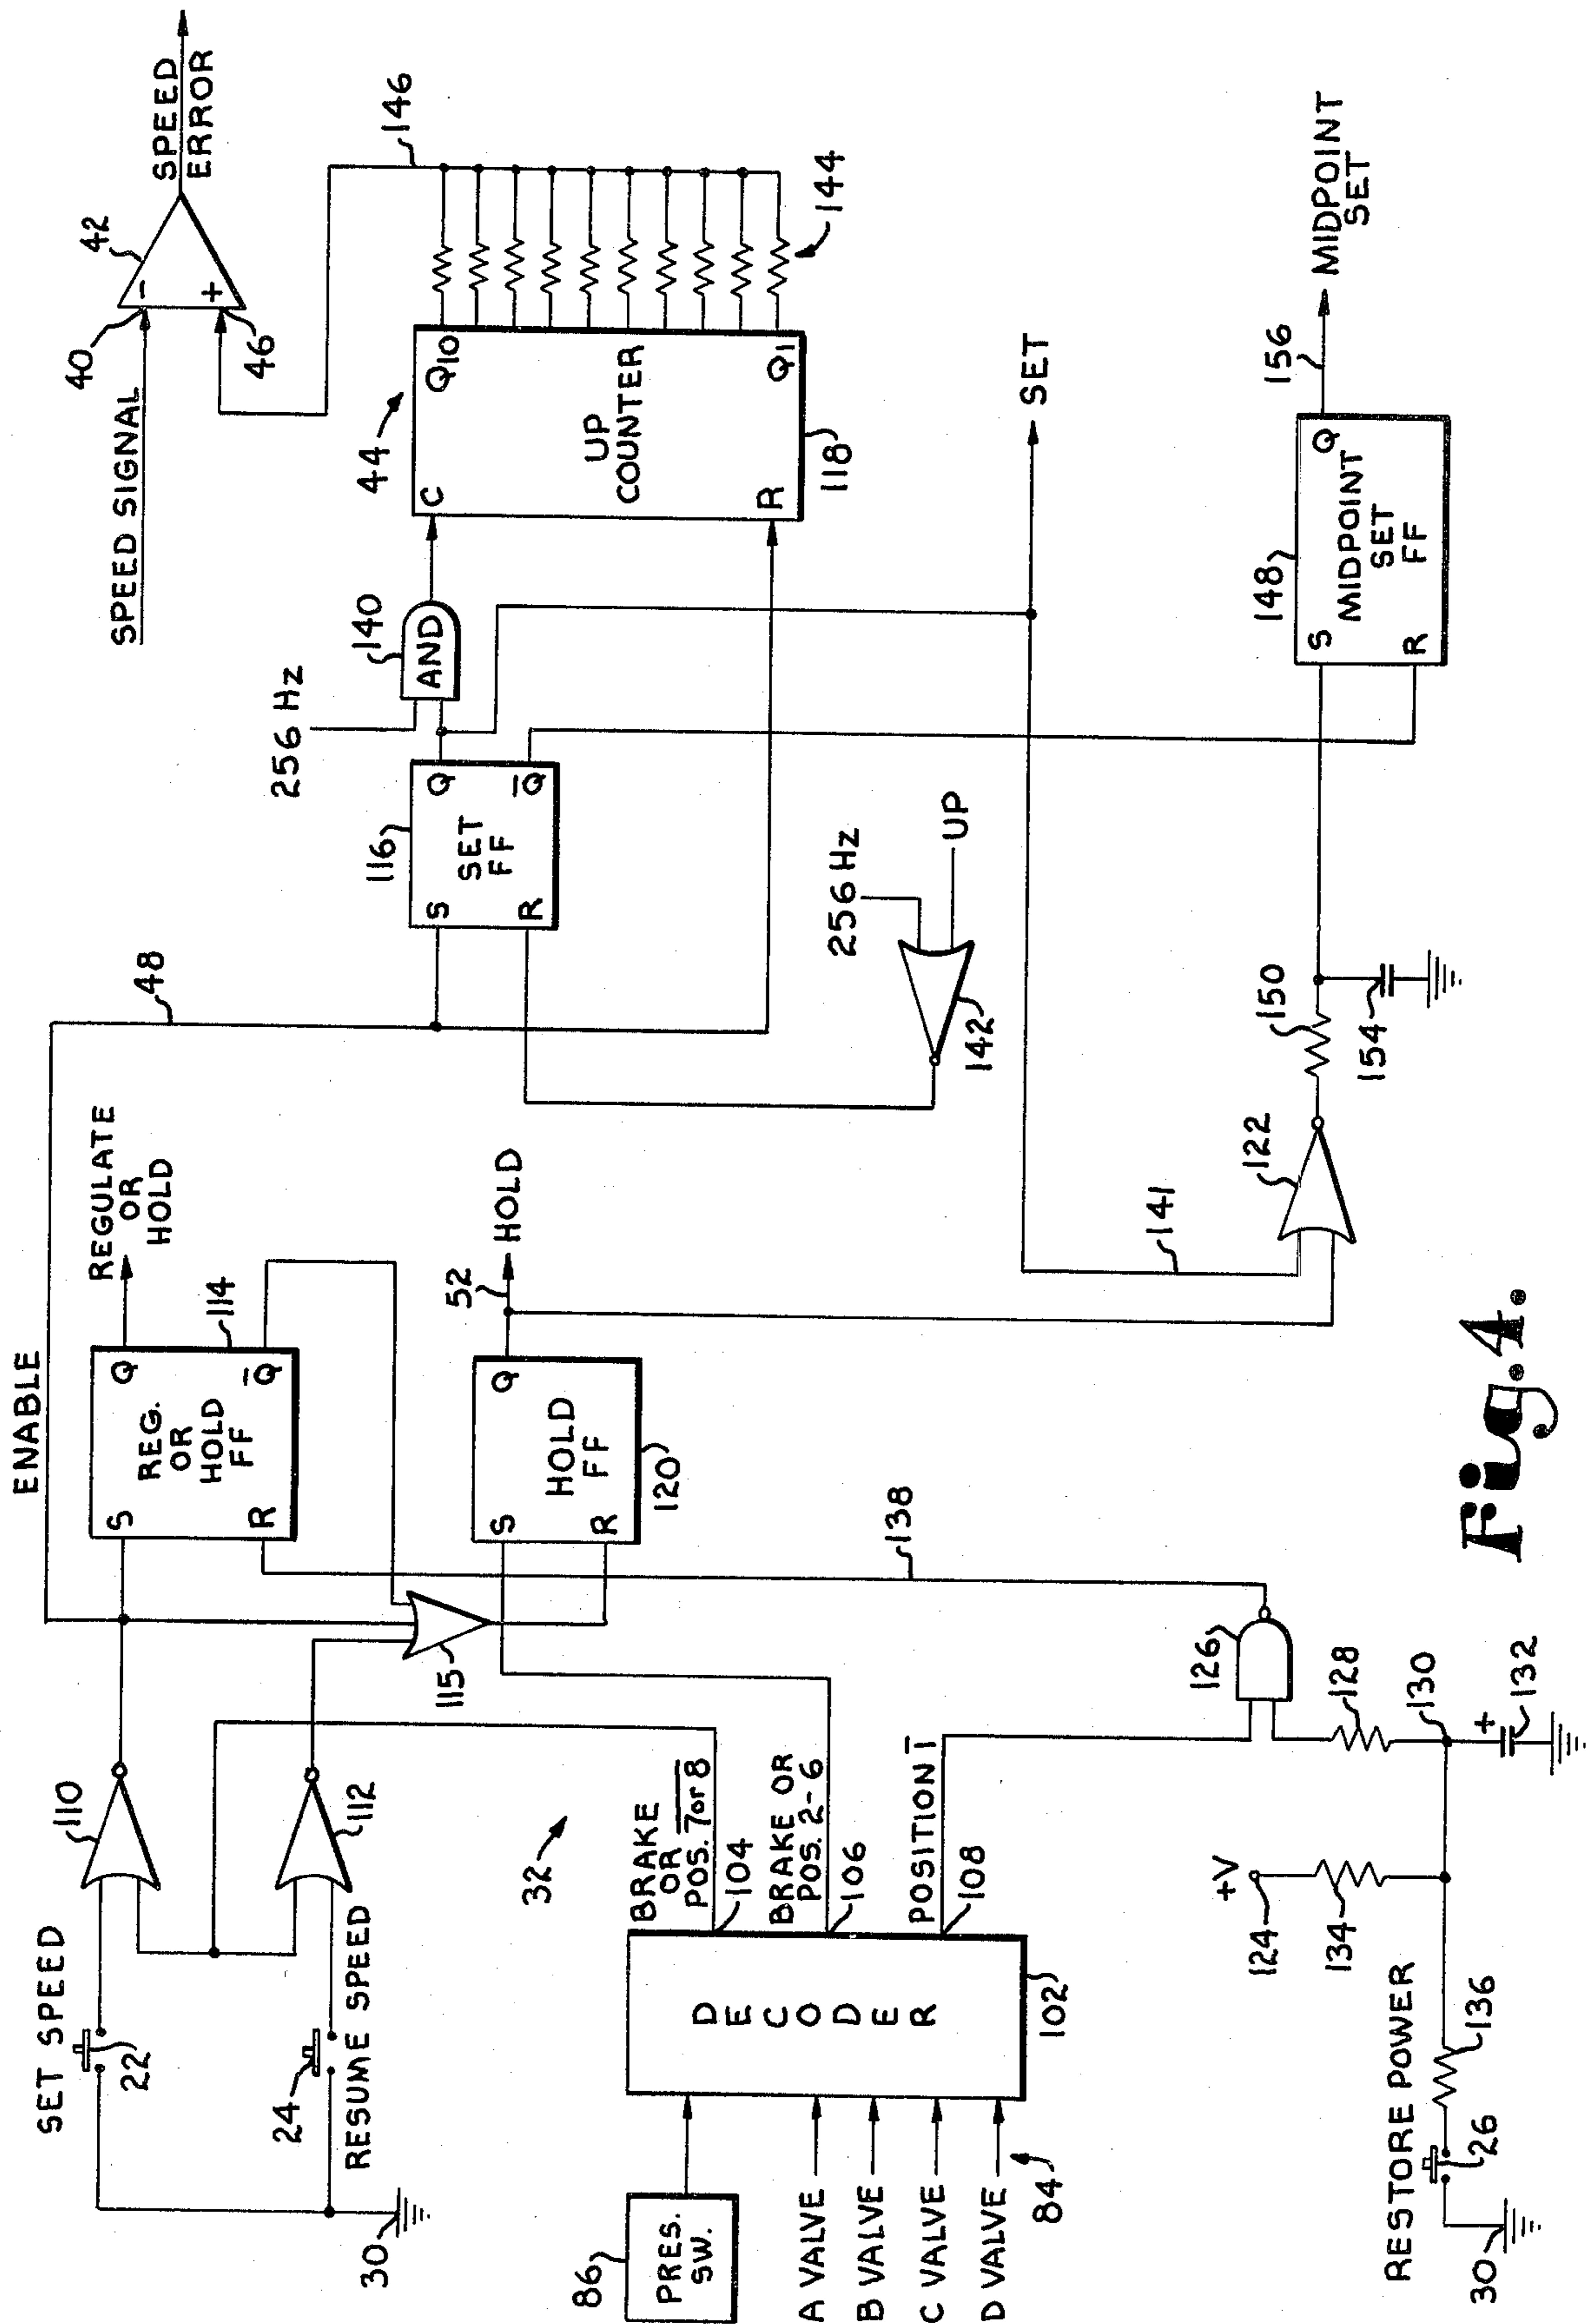 SET SPEED
22
24
RESUME SPEED
30
110
112
ENABLE
S
R
Q
Q̅
REG.
OR
HOLD
FF
114
REGULATE
OR
HOLD
48
115
S
R
Q
HOLD
FF
120
52
HOLD
32
86
PRES.
SW.
A VALVE
B VALVE
C VALVE
D VALVE
84
DECODER
102
BRAKE
OR
POS. 7̅o̅r̅ ̅8̅
104
BRAKE OR
POS. 2-6
106
POSITION 1̅
108
126
128
130
132
+
+V
124
134
136
RESTORE POWER
26
30
138
116
S
R
Q
Q̅
SET
FF
256 Hz
140
AND
256 Hz
UP
142
SPEED SIGNAL
40
42
-
+
46
SPEED
ERROR
44
C
R
Q10
Q1
UP
COUNTER
118
144
146
SET
141
122
150
154
148
S
R
Q
MIDPOINT
SET
FF
156
MIDPOINT
SET
Fig.4.